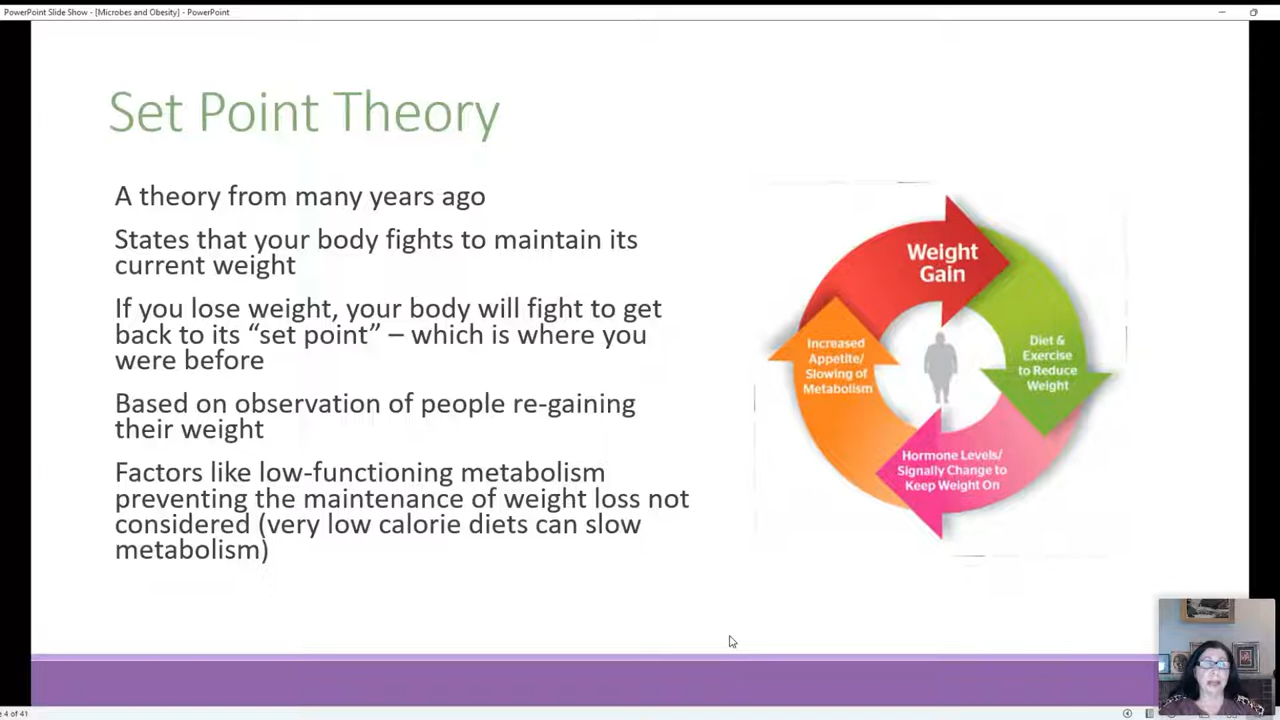 PowerPoint Slide Show - [Microbes and Obesity] - PowerPoint
Set Point Theory
A theory from many years ago
States that your body fights to maintain its
current weight
If you lose weight, your body will fight to get
back to its “set point” – which is where you
were before
Based on observation of people re-gaining
their weight
Factors like low-functioning metabolism
preventing the maintenance of weight loss not
considered (very low calorie diets can slow
metabolism)
Weight
Gain
Diet &
Exercise
to Reduce
Weight
Hormone Levels/
Signally Change to
Keep Weight On
Increased
Appetite/
Slowing of
Metabolism
4 of 41